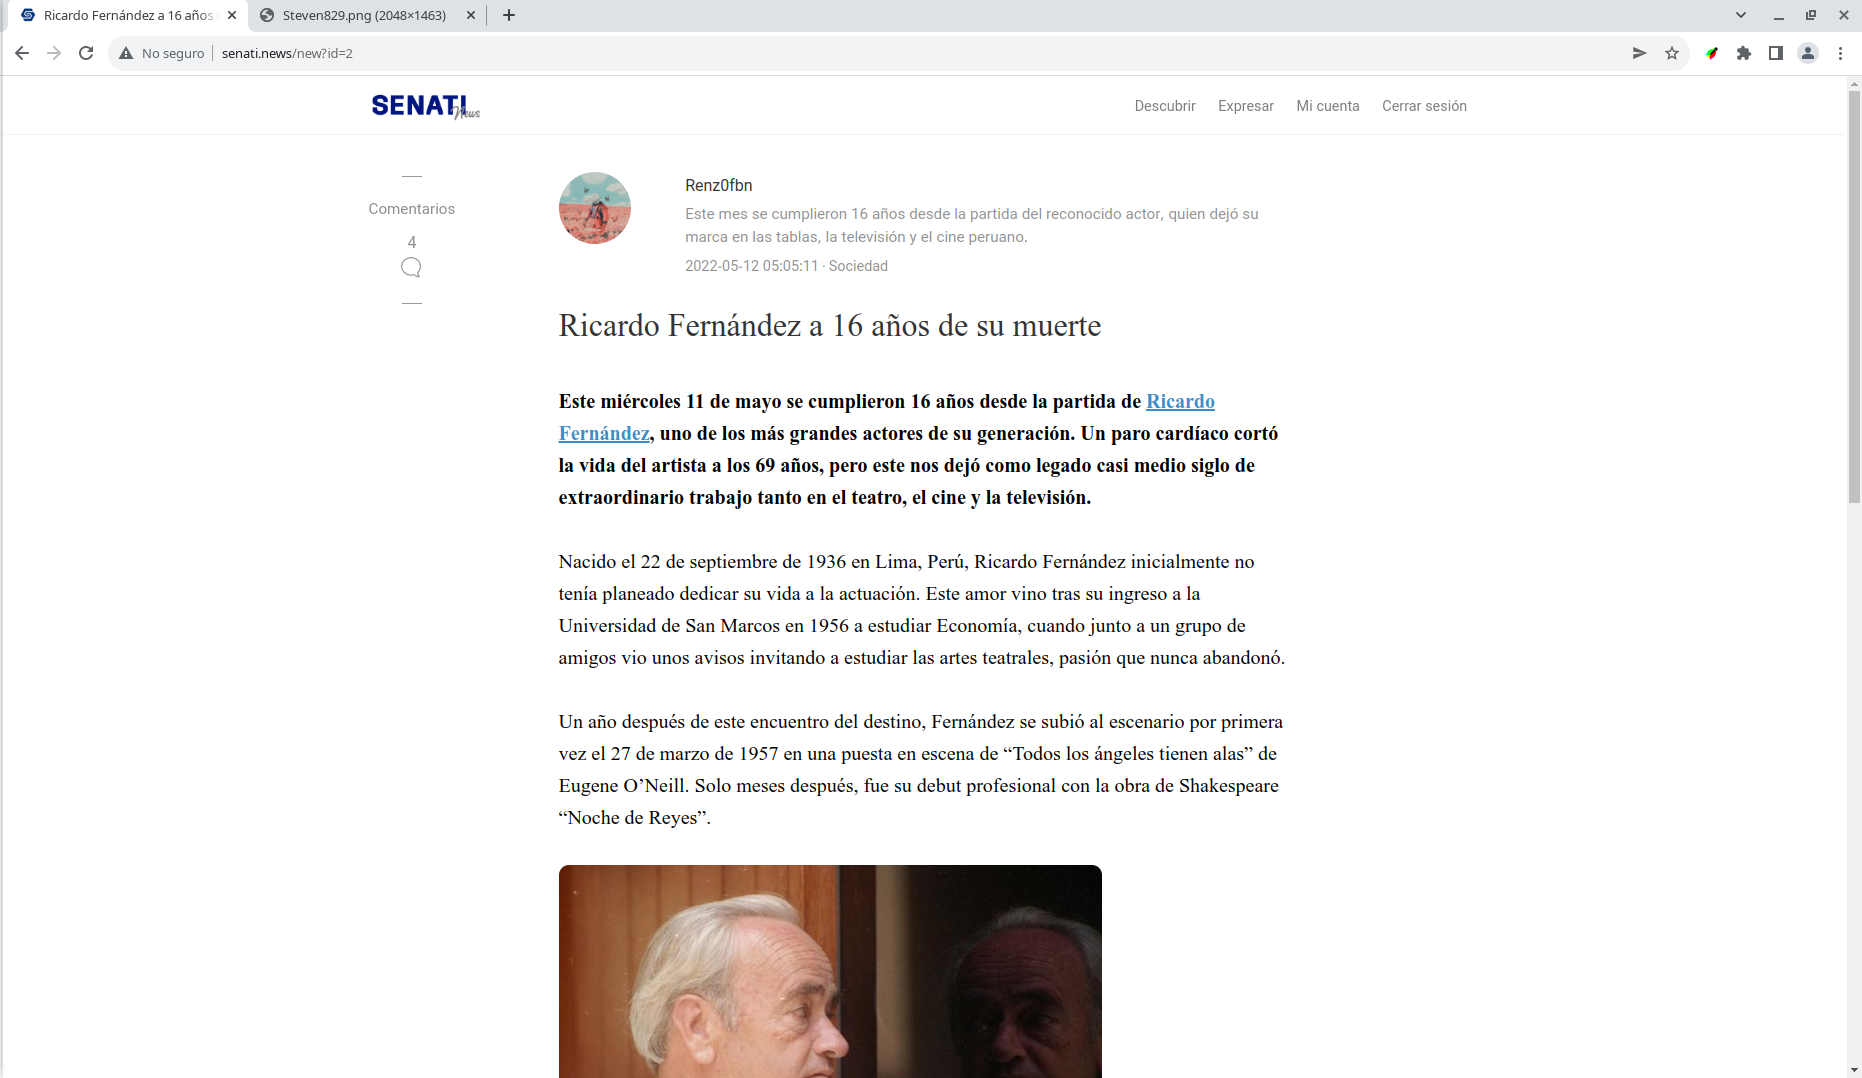 Ricardo Fernández a 16 años
Steven829.png (2048×1463)
No seguro
senati.news/new?id=2
SENATI
News
Descubrir
Expresar
Mi cuenta
Cerrar sesión
Comentarios
4
Renz0fbn
Este mes se cumplieron 16 años desde la partida del reconocido actor, quien dejó su
marca en las tablas, la televisión y el cine peruano.
2022-05-12 05:05:11 · Sociedad
Ricardo Fernández a 16 años de su muerte
Este miércoles 11 de mayo se cumplieron 16 años desde la partida de Ricardo
Fernández, uno de los más grandes actores de su generación. Un paro cardíaco cortó
la vida del artista a los 69 años, pero este nos dejó como legado casi medio siglo de
extraordinario trabajo tanto en el teatro, el cine y la televisión.
Nacido el 22 de septiembre de 1936 en Lima, Perú, Ricardo Fernández inicialmente no
tenía planeado dedicar su vida a la actuación. Este amor vino tras su ingreso a la
Universidad de San Marcos en 1956 a estudiar Economía, cuando junto a un grupo de
amigos vio unos avisos invitando a estudiar las artes teatrales, pasión que nunca abandonó.
Un año después de este encuentro del destino, Fernández se subió al escenario por primera
vez el 27 de marzo de 1957 en una puesta en escena de “Todos los ángeles tienen alas” de
Eugene O’Neill. Solo meses después, fue su debut profesional con la obra de Shakespeare
“Noche de Reyes”.